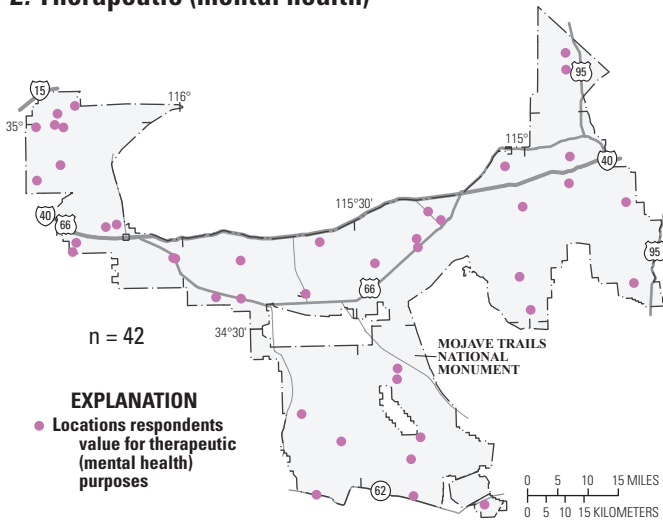 Therapeutic (mental health)
15
116°
35°
95
115°
40
115°30'
40
66
95
66
n = 42
34°30'
MOJAVE TRAILS
NATIONAL
MONUMENT
EXPLANATION
Locations respondents
value for therapeutic
(mental health)
purposes
62
0 5 10 15 MILES
0 5 10 15 KILOMETERS